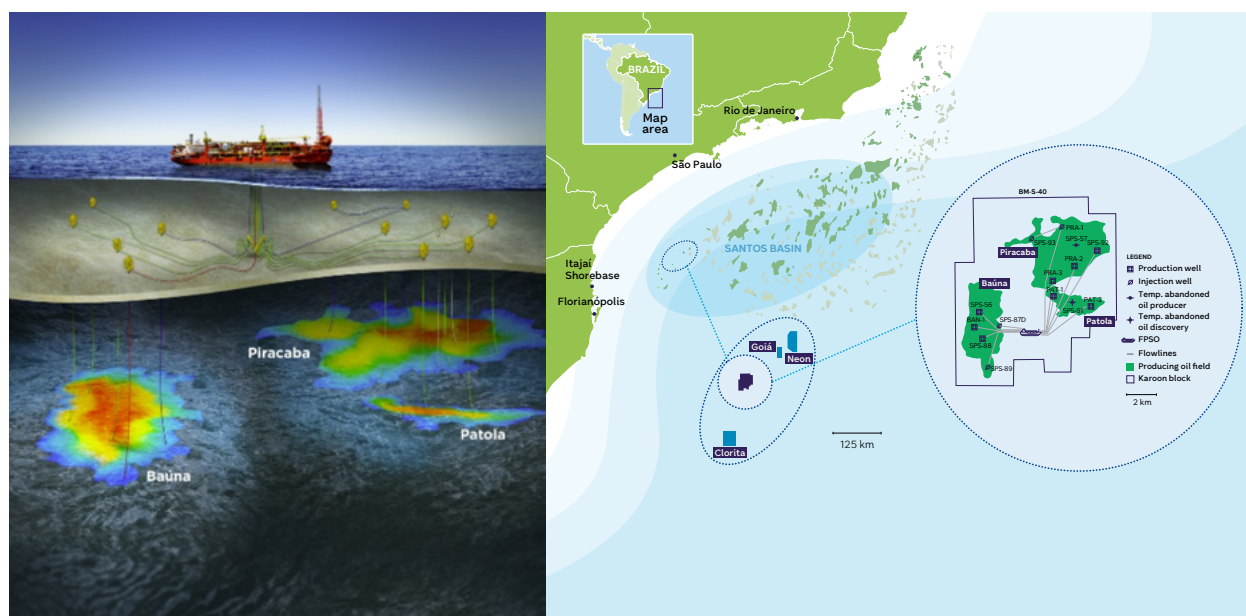 Piracaba
Patola
Baúna
BRAZIL
Map
area
Rio de Janeiro
São Paulo
SANTOS BASIN
Itajaí
Shorebase
Florianópolis
Goiá
Neon
Clorita
125 km
BM-S-40
PRA-1
SPS-57
SPS-93
SPS-92
Piracaba
PRA-2
PRA-3
Baúna
PAT-1
PAT-2
SPS-91
SPS-56
Patola
BAN-1
SPS-87D
SPS-88
SPS-89
LEGEND
Production well
Injection well
Temp. abandoned
oil producer
Temp. abandoned
oil discovery
FPSO
Flowlines
Producing oil field
Karoon block
2 km